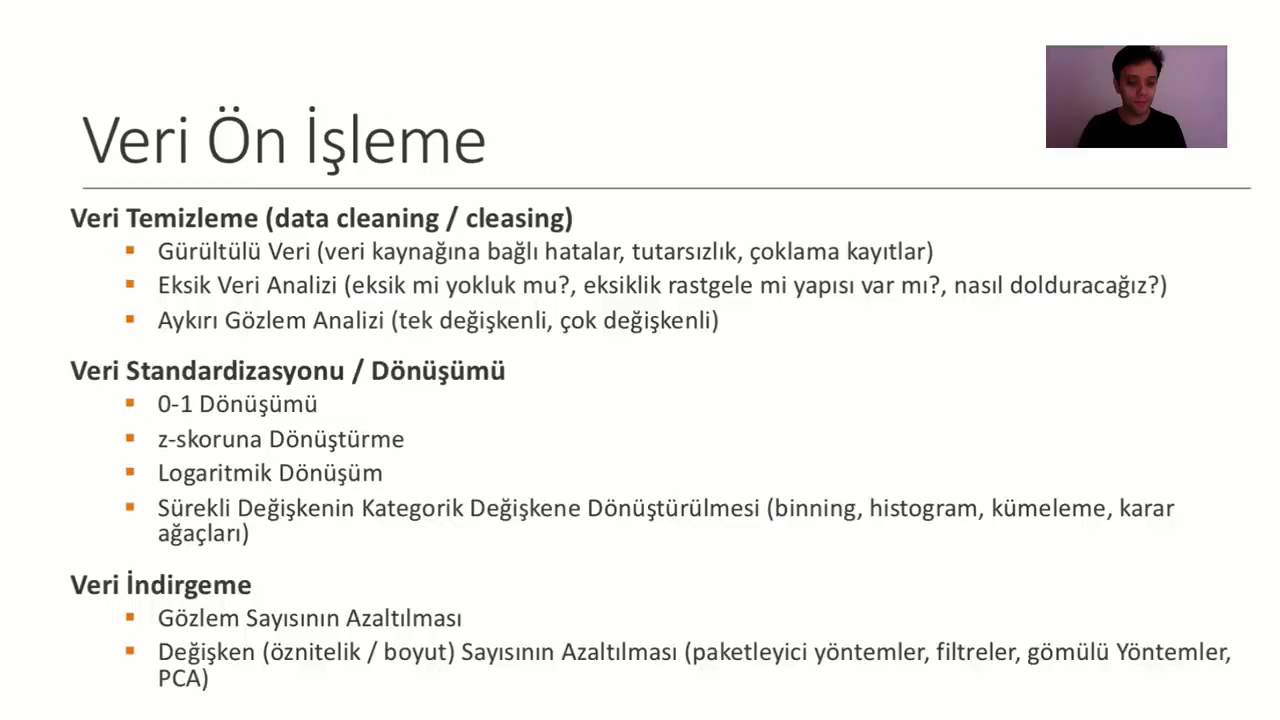 Veri Ön İşleme
Veri Temizleme (data cleaning / cleasing)
Gürültülü Veri (veri kaynağına bağlı hatalar, tutarsızlık, çoklama kayıtlar)
Eksik Veri Analizi (eksik mi yokluk mu?, eksiklik rastgele mi yapısı var mı?, nasıl dolduracağız?)
Aykırı Gözlem Analizi (tek değişkenli, çok değişkenli)
Veri Standardizasyonu / Dönüşümü
0-1 Dönüşümü
z-skoruna Dönüştürme
Logaritmik Dönüşüm
Sürekli Değişkenin Kategorik Değişkene Dönüştürülmesi (binning, histogram, kümeleme, karar
ağaçları)
Veri İndirgeme
Gözlem Sayısının Azaltılması
Değişken (öznitelik / boyut) Sayısının Azaltılması (paketleyici yöntemler, filtreler, gömülü Yöntemler,
PCA)